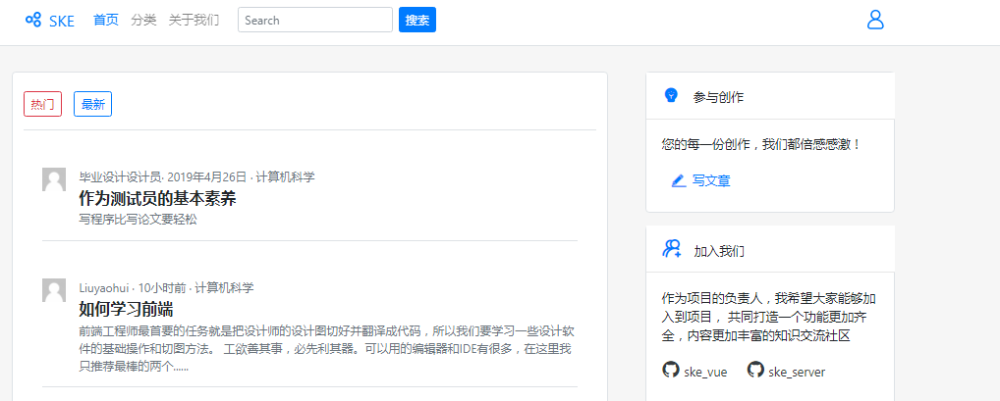 SKE 首页 分类 关于我们 Search 搜索
热门 最新
毕业设计设计员· 2019年4月26日 · 计算机科学
作为测试员的基本素养
写程序比写论文要轻松
Liuyaohui · 10小时前 · 计算机科学
如何学习前端
前端工程师最首要的任务就是把设计师的设计图切好并翻译成代码，所以我们要学习一些设计软
件的基础操作和切图方法。 工欲善其事，必先利其器。可以用的编辑器和IDE有很多，在这里我
只推荐最棒的两个......
参与创作
您的每一份创作，我们都倍感感激！
写文章
加入我们
作为项目的负责人，我希望大家能够加
入到项目， 共同打造一个功能更加齐
全，内容更加丰富的知识交流社区
ske_vue ske_server